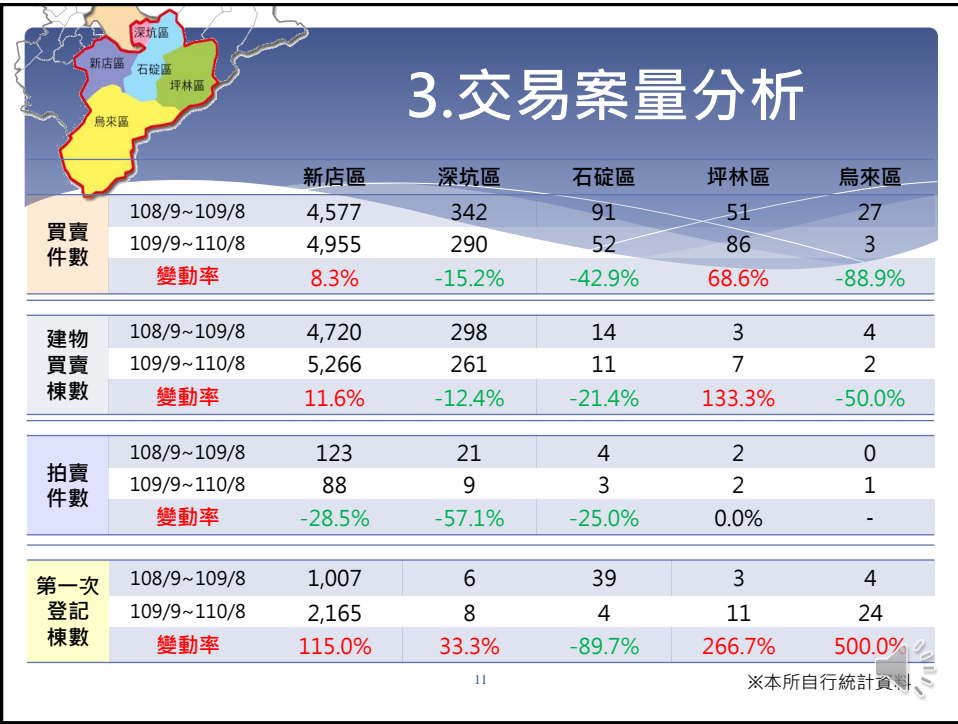 深坑區
新店區
石碇區
坪林區
烏來區
3.交易案量分析
新店區 深坑區 石碇區 坪林區 烏來區
買賣件數
108/9~109/8 4,577 342 91 51 27
109/9~110/8 4,955 290 52 86 3
變動率 8.3% -15.2% -42.9% 68.6% -88.9%
建物買賣棟數
108/9~109/8 4,720 298 14 3 4
109/9~110/8 5,266 261 11 7 2
變動率 11.6% -12.4% -21.4% 133.3% -50.0%
拍賣件數
108/9~109/8 123 21 4 2 0
109/9~110/8 88 9 3 2 1
變動率 -28.5% -57.1% -25.0% 0.0% -
第一次登記棟數
108/9~109/8 1,007 6 39 3 4
109/9~110/8 2,165 8 4 11 24
變動率 115.0% 33.3% -89.7% 266.7% 500.0%
11
※本所自行統計資料